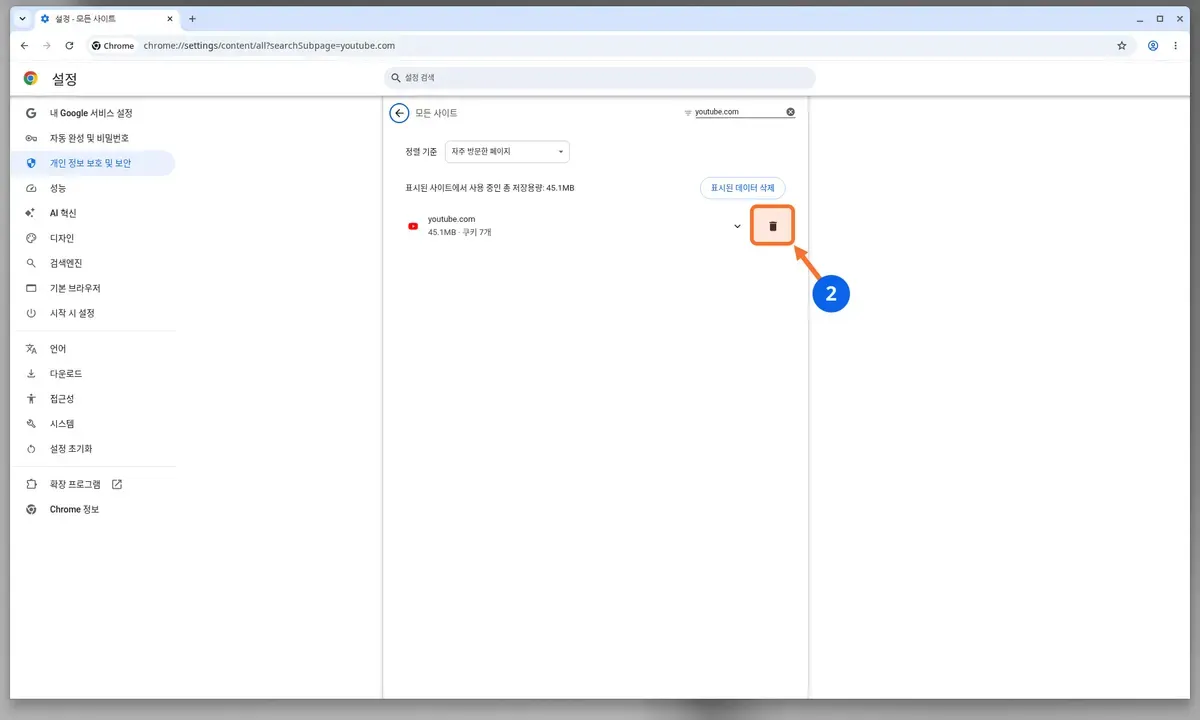 설정 - 모든 사이트
Chrome
chrome://settings/content/all?searchSubpage=youtube.com
설정
설정 검색
내 Google 서비스 설정
자동 완성 및 비밀번호
개인 정보 보호 및 보안
성능
AI 혁신
디자인
검색엔진
기본 브라우저
시작 시 설정
언어
다운로드
접근성
시스템
설정 초기화
확장 프로그램
Chrome 정보
모든 사이트
youtube.com
정렬 기준
자주 방문한 페이지
표시된 사이트에서 사용 중인 총 저장용량: 45.1MB
표시된 데이터 삭제
youtube.com
45.1MB · 쿠키 7개
2